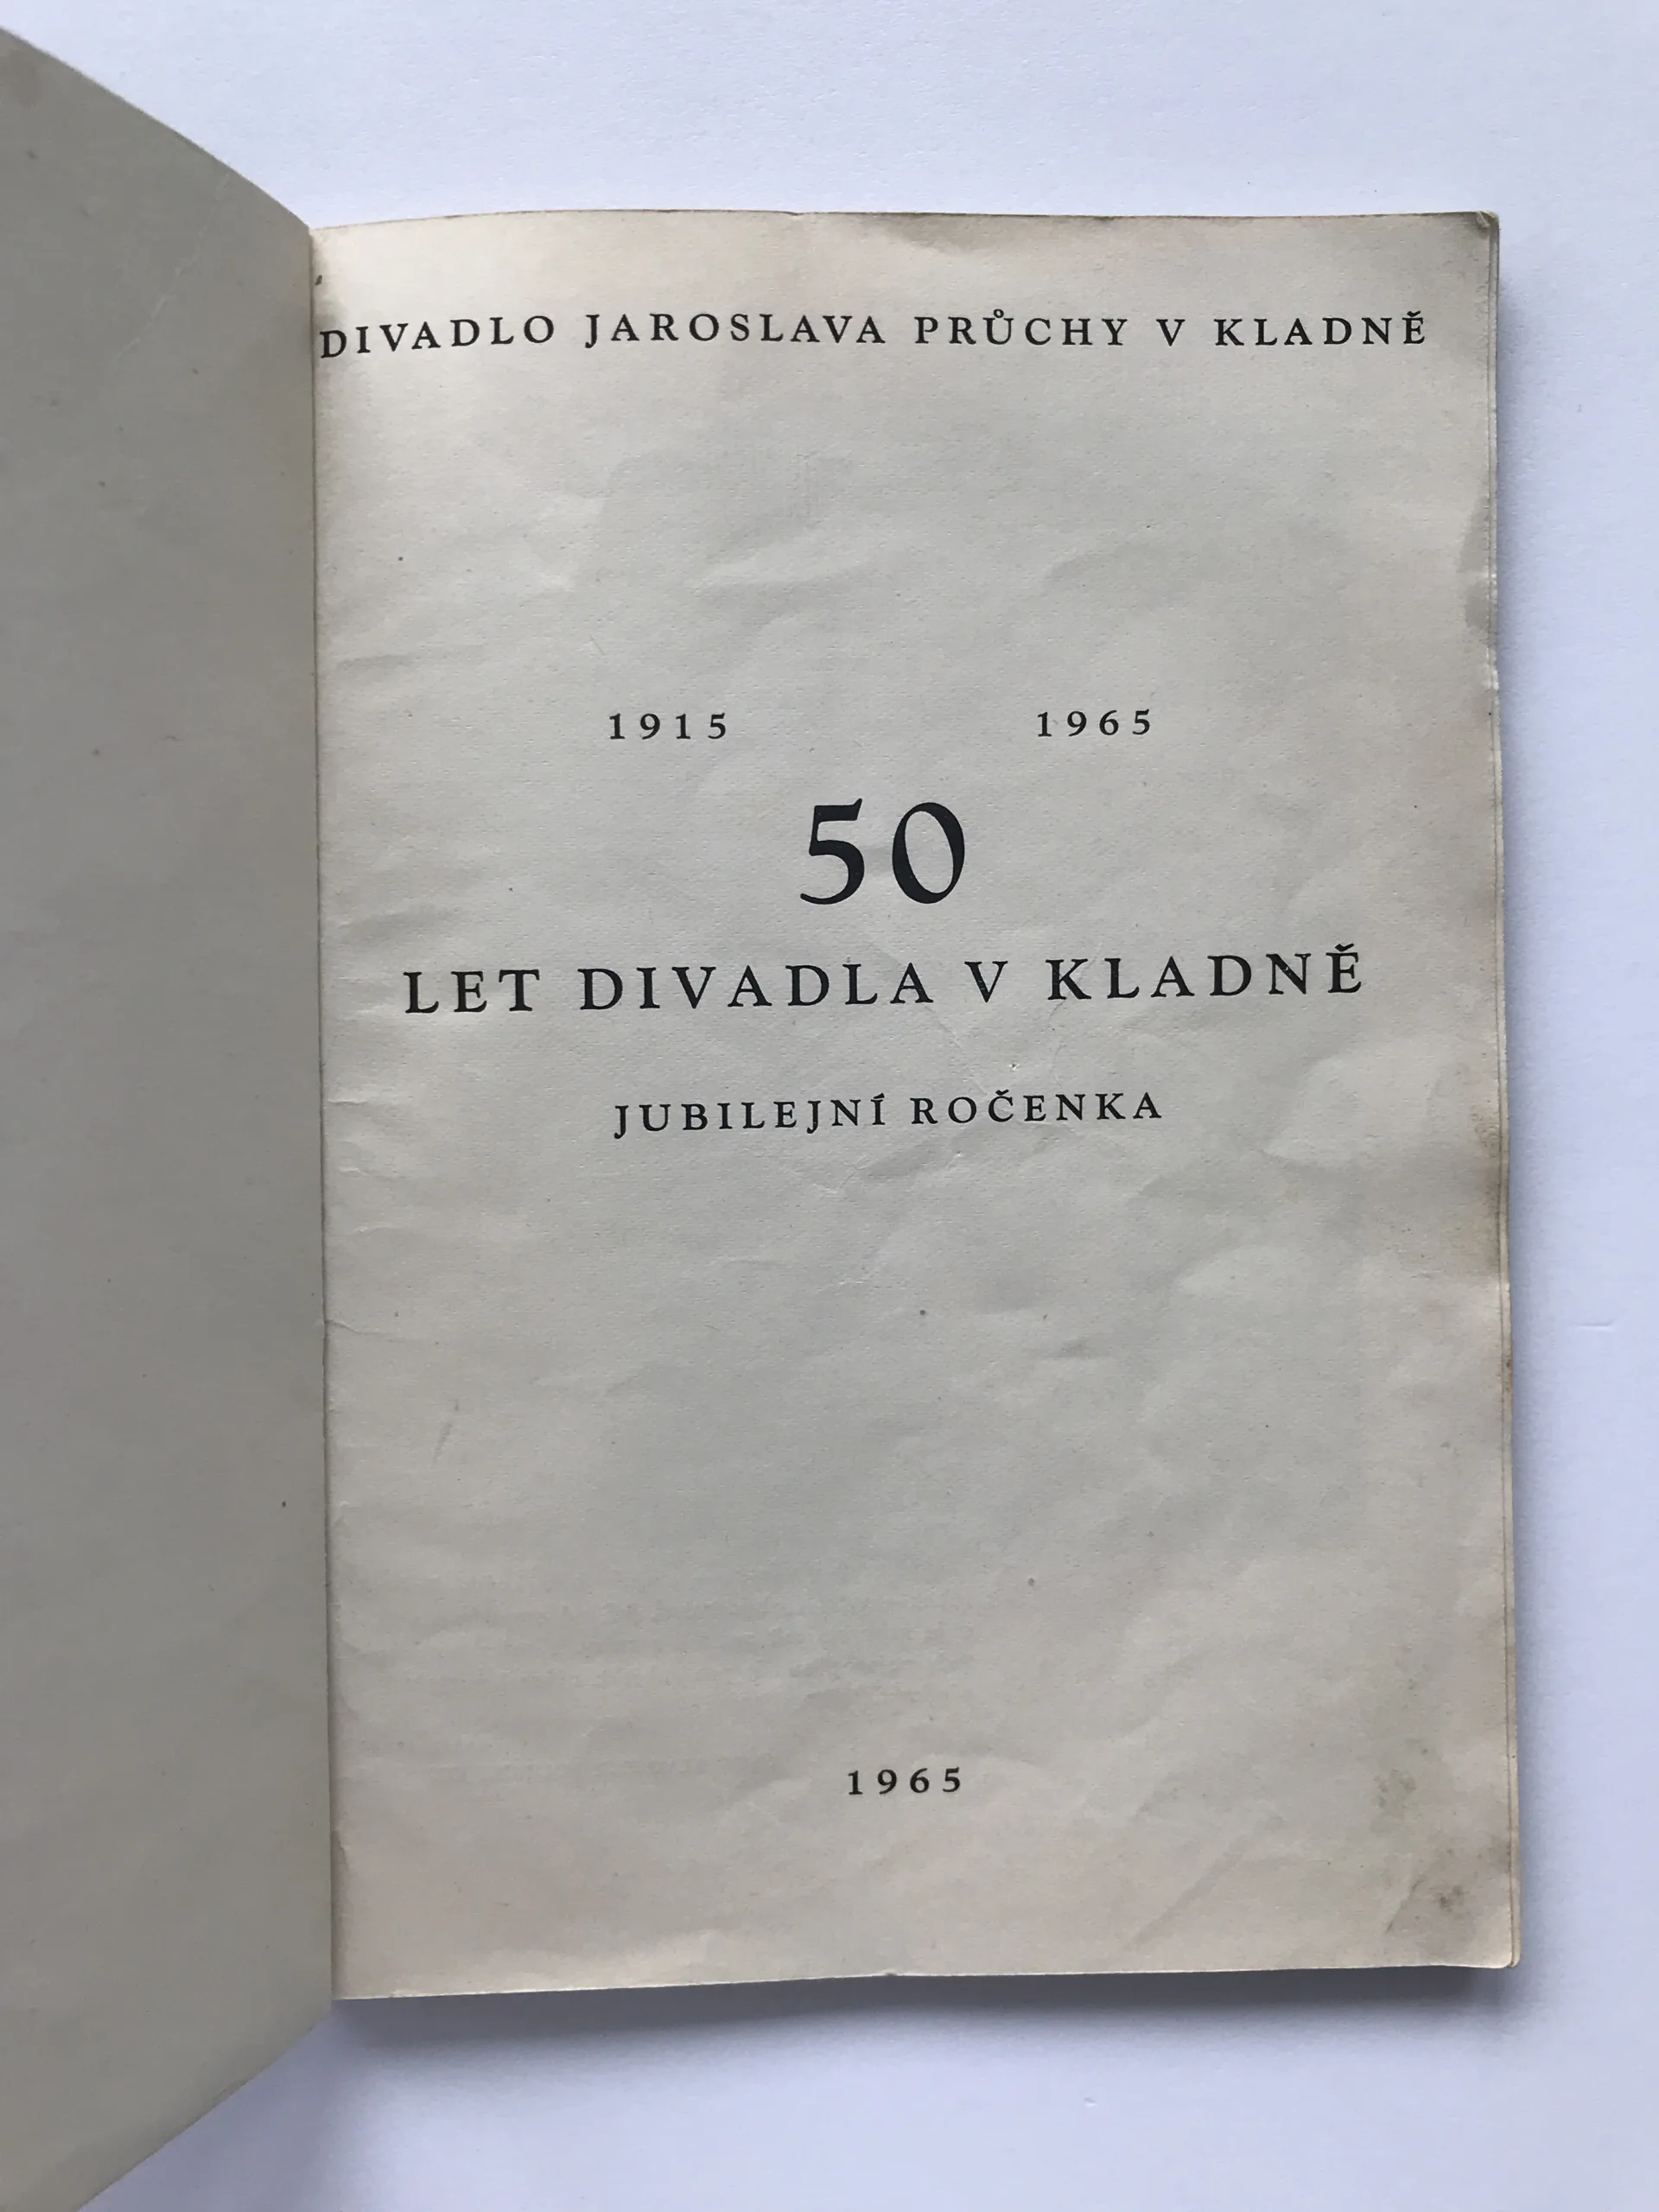 DIVADLO JAROSLAVA PRŮCHY V KLADNĚ
1915 1965
50
LET DIVADLA V KLADNĚ
JUBILEJNÍ ROČENKA
1965